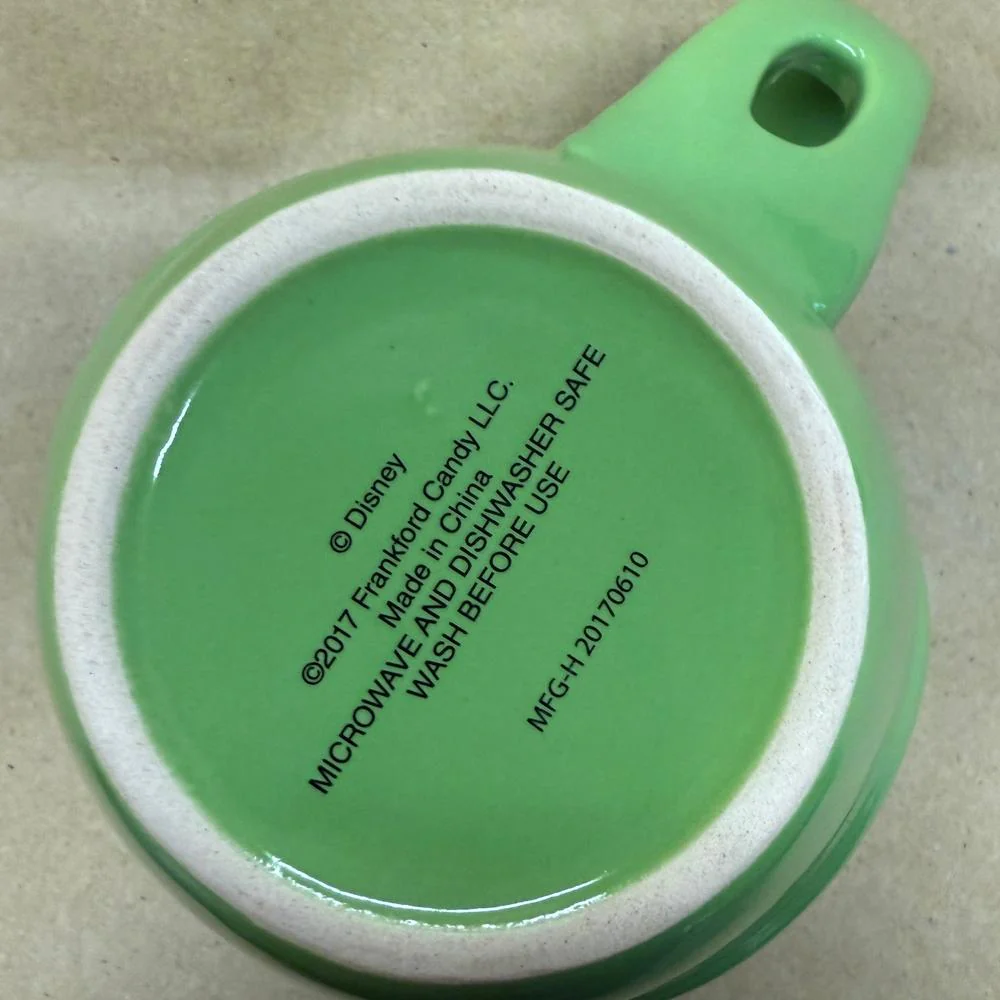 © Disney
©2017 Frankford Candy LLC.
Made in China
MICROWAVE AND DISHWASHER SAFE
WASH BEFORE USE
MFG-H 20170610